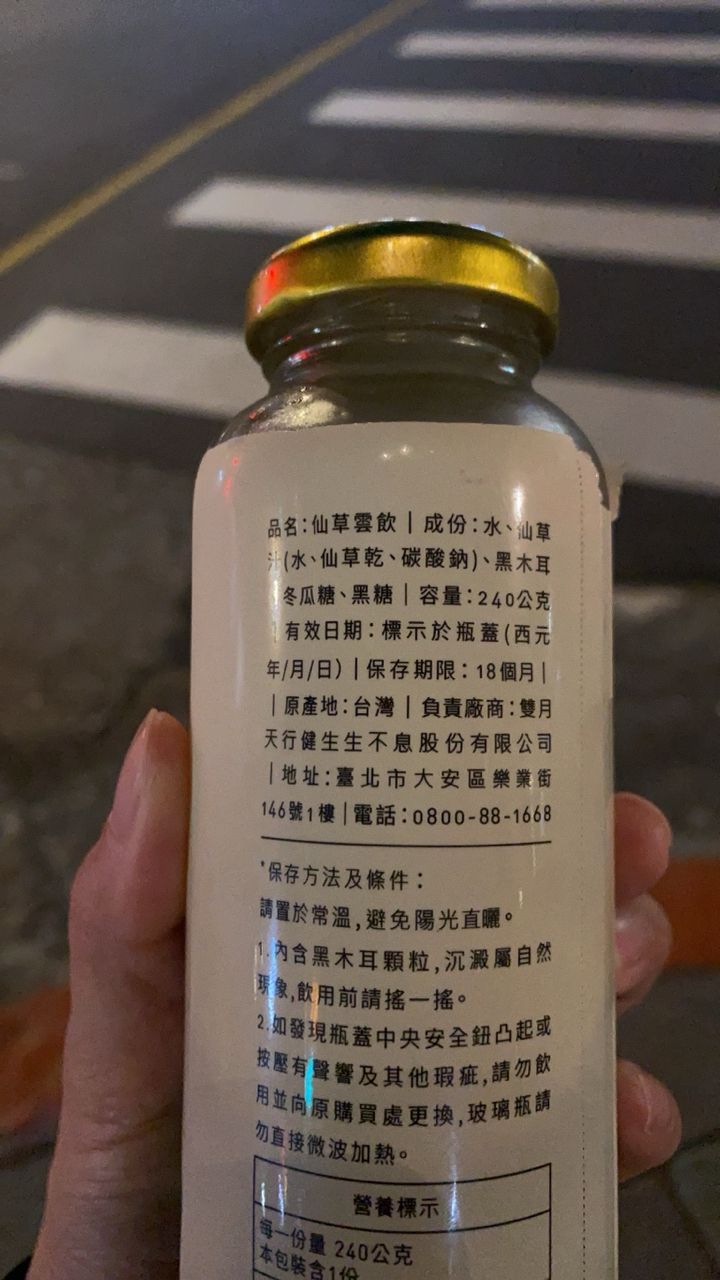 品名:仙草雲飲 | 成份:水、仙草
汁(水、仙草乾、碳酸鈉)、黑木耳
冬瓜糖、黑糖 | 容量:240公克
| 有效日期:標示於瓶蓋(西元
年/月/日) | 保存期限:18個月 |
| 原產地:台灣 | 負責廠商:雙月
天行健生生不息股份有限公司
| 地址:臺北市大安區樂業街
146號1樓 | 電話:0800-88-1668
*保存方法及條件:
請置於常溫,避免陽光直曬。
1.內含黑木耳顆粒,沉澱屬自然
現象,飲用前請搖一搖。
2.如發現瓶蓋中央安全鈕凸起或
按壓有聲響及其他瑕疵,請勿飲
用並向原購買處更換,玻璃瓶請
勿直接微波加熱。
營養標示
每一份量 240公克
本包裝含1份